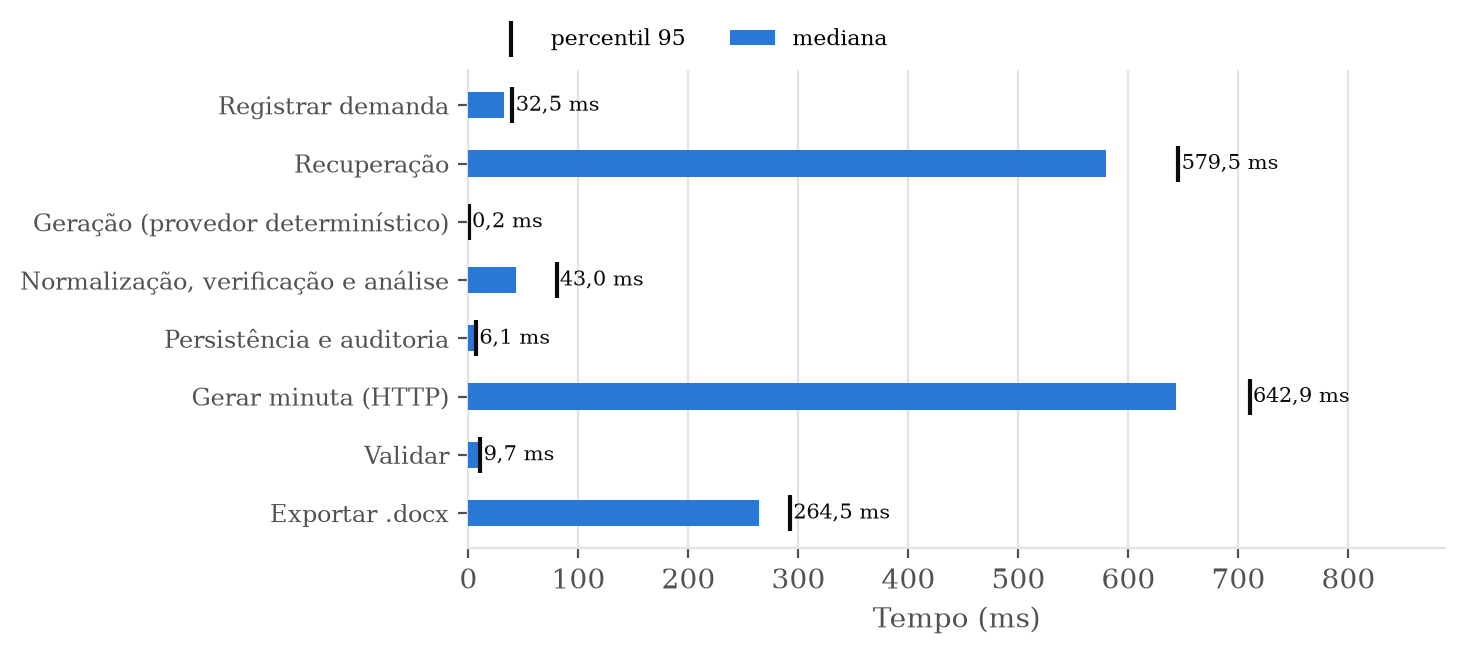 percentil 95 mediana
Registrar demanda 32,5 ms
Recuperação 579,5 ms
Geração (provedor determinístico) 0,2 ms
Normalização, verificação e análise 43,0 ms
Persistência e auditoria 6,1 ms
Gerar minuta (HTTP) 642,9 ms
Validar 9,7 ms
Exportar .docx 264,5 ms
0 100 200 300 400 500 600 700 800
Tempo (ms)